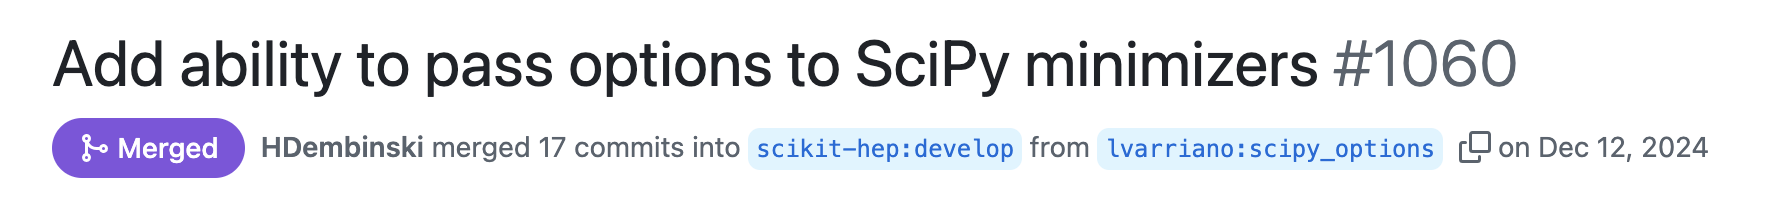 Add ability to pass options to SciPy minimizers #1060
Merged HDembinski merged 17 commits into scikit-hep:develop from lvarriano:scipy_options on Dec 12, 2024